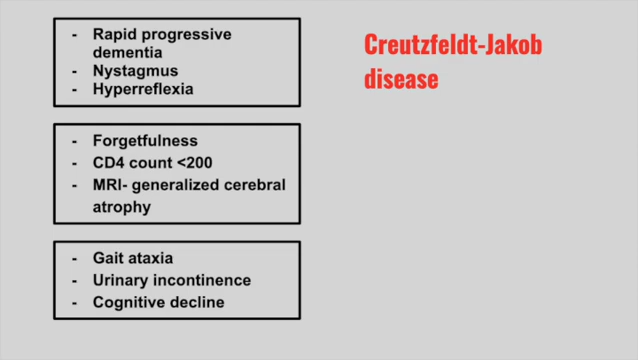 - Rapid progressive
dementia
- Nystagmus
- Hyperreflexia
Creutzfeldt-Jakob
disease
- Forgetfulness
- CD4 count <200
- MRI- generalized cerebral
atrophy
- Gait ataxia
- Urinary incontinence
- Cognitive decline